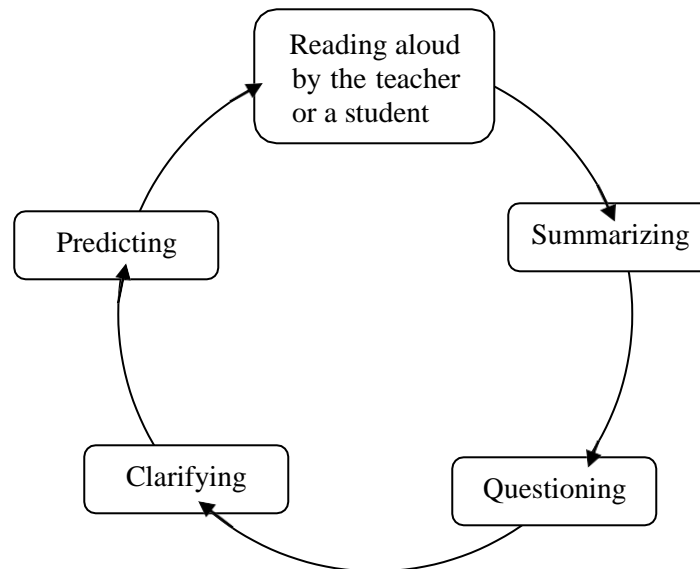 Reading aloud
by the teacher
or a student
Summarizing
Questioning
Clarifying
Predicting